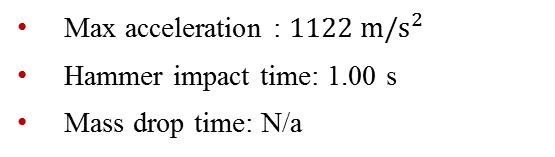 • Max acceleration : 1122 m/s²
• Hammer impact time: 1.00 s
• Mass drop time: N/a